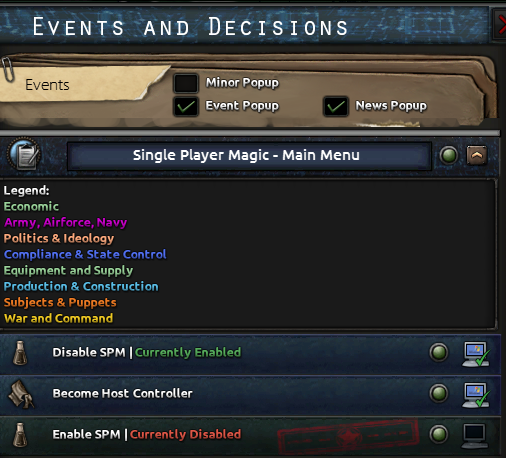 Events and Decisions
Events
Minor Popup
Event Popup
News Popup
Single Player Magic - Main Menu
Legend:
Economic
Army, Airforce, Navy
Politics & Ideology
Compliance & State Control
Equipment and Supply
Production & Construction
Subjects & Puppets
War and Command
Disable SPM | Currently Enabled
Become Host Controller
Enable SPM | Currently Disabled